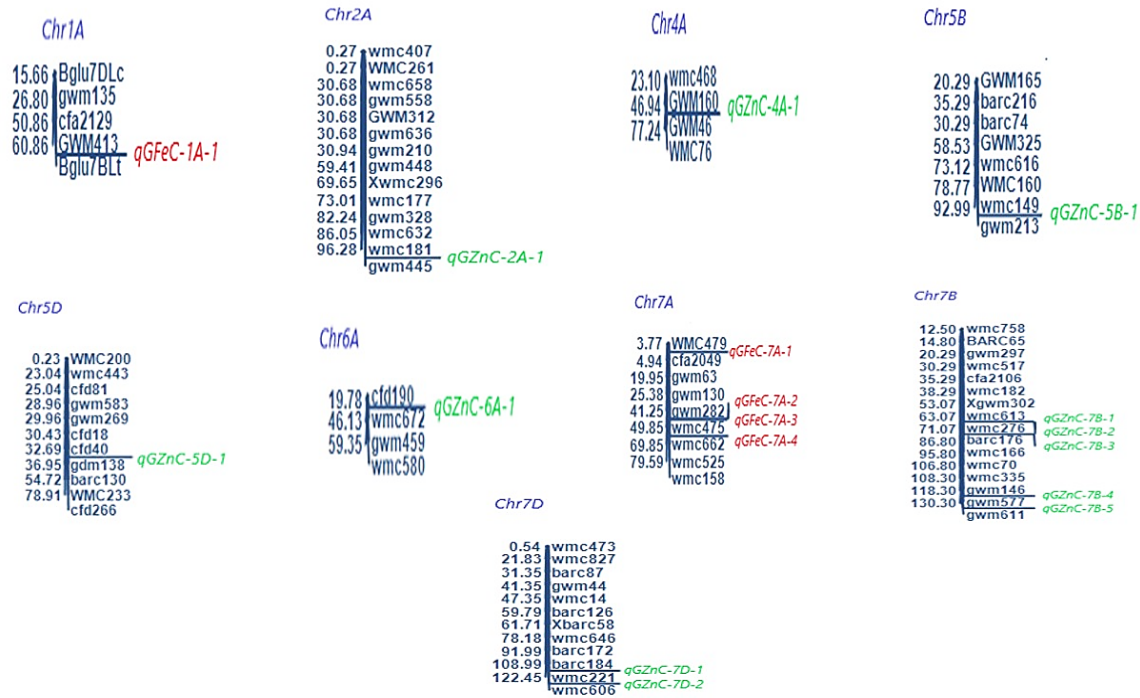 Chr1A
15.66 Bglu7DLc
26.80 gwm135
50.86 cfa2129
60.86 GWM413
Bglu7BLt
qGFeC-1A-1
Chr2A
0.27 wmc407
0.27 WMC261
30.68 wmc658
30.68 gwm558
30.68 GWM312
30.68 gwm636
30.94 gwm210
59.41 gwm448
69.65 Xwmc296
73.01 wmc177
82.24 gwm328
86.05 wmc632
96.28 wmc181
gwm445
qGZnC-2A-1
Chr4A
23.10 wmc468
46.94 GWM160
77.24 GWM46
WMC76
qGZnC-4A-1
Chr5B
20.29 GWM165
35.29 barc216
30.29 barc74
58.53 GWM325
73.12 wmc616
78.77 WMC160
92.99 wmc149
gwm213
qGZnC-5B-1
Chr5D
0.23 WMC200
23.04 wmc443
25.04 cfd81
28.96 gwm583
29.96 gwm269
30.43 cfd18
32.69 cfd40
36.95 gdm138
54.72 barc130
78.91 WMC233
cfd266
qGZnC-5D-1
Chr6A
19.78 cfd190
46.13 wmc672
59.35 gwm459
wmc580
qGZnC-6A-1
Chr7A
3.77 WMC479
4.94 cfa2049
19.95 gwm63
25.38 gwm130
41.25 gwm282
49.85 wmc475
69.85 wmc662
79.59 wmc525
wmc158
qGFeC-7A-1
qGFeC-7A-2
qGFeC-7A-3
qGFeC-7A-4
Chr7B
12.50 wmc758
14.80 BARC65
20.29 gwm297
30.29 wmc517
35.29 cfa2106
38.29 wmc182
53.07 Xgwm302
63.07 wmc613
71.07 wmc276
86.80 barc176
95.80 wmc166
106.80 wmc70
108.30 wmc335
118.30 gwm146
130.30 gwm577
gwm611
qGZnC-7B-1
qGZnC-7B-2
qGZnC-7B-3
qGZnC-7B-4
qGZnC-7B-5
Chr7D
0.54 wmc473
21.83 wmc827
31.35 barc87
41.35 gwm44
47.35 wmc14
59.79 barc126
61.71 Xbarc58
78.18 wmc646
91.99 barc172
108.99 barc184
122.45 wmc221
wmc606
qGZnC-7D-1
qGZnC-7D-2